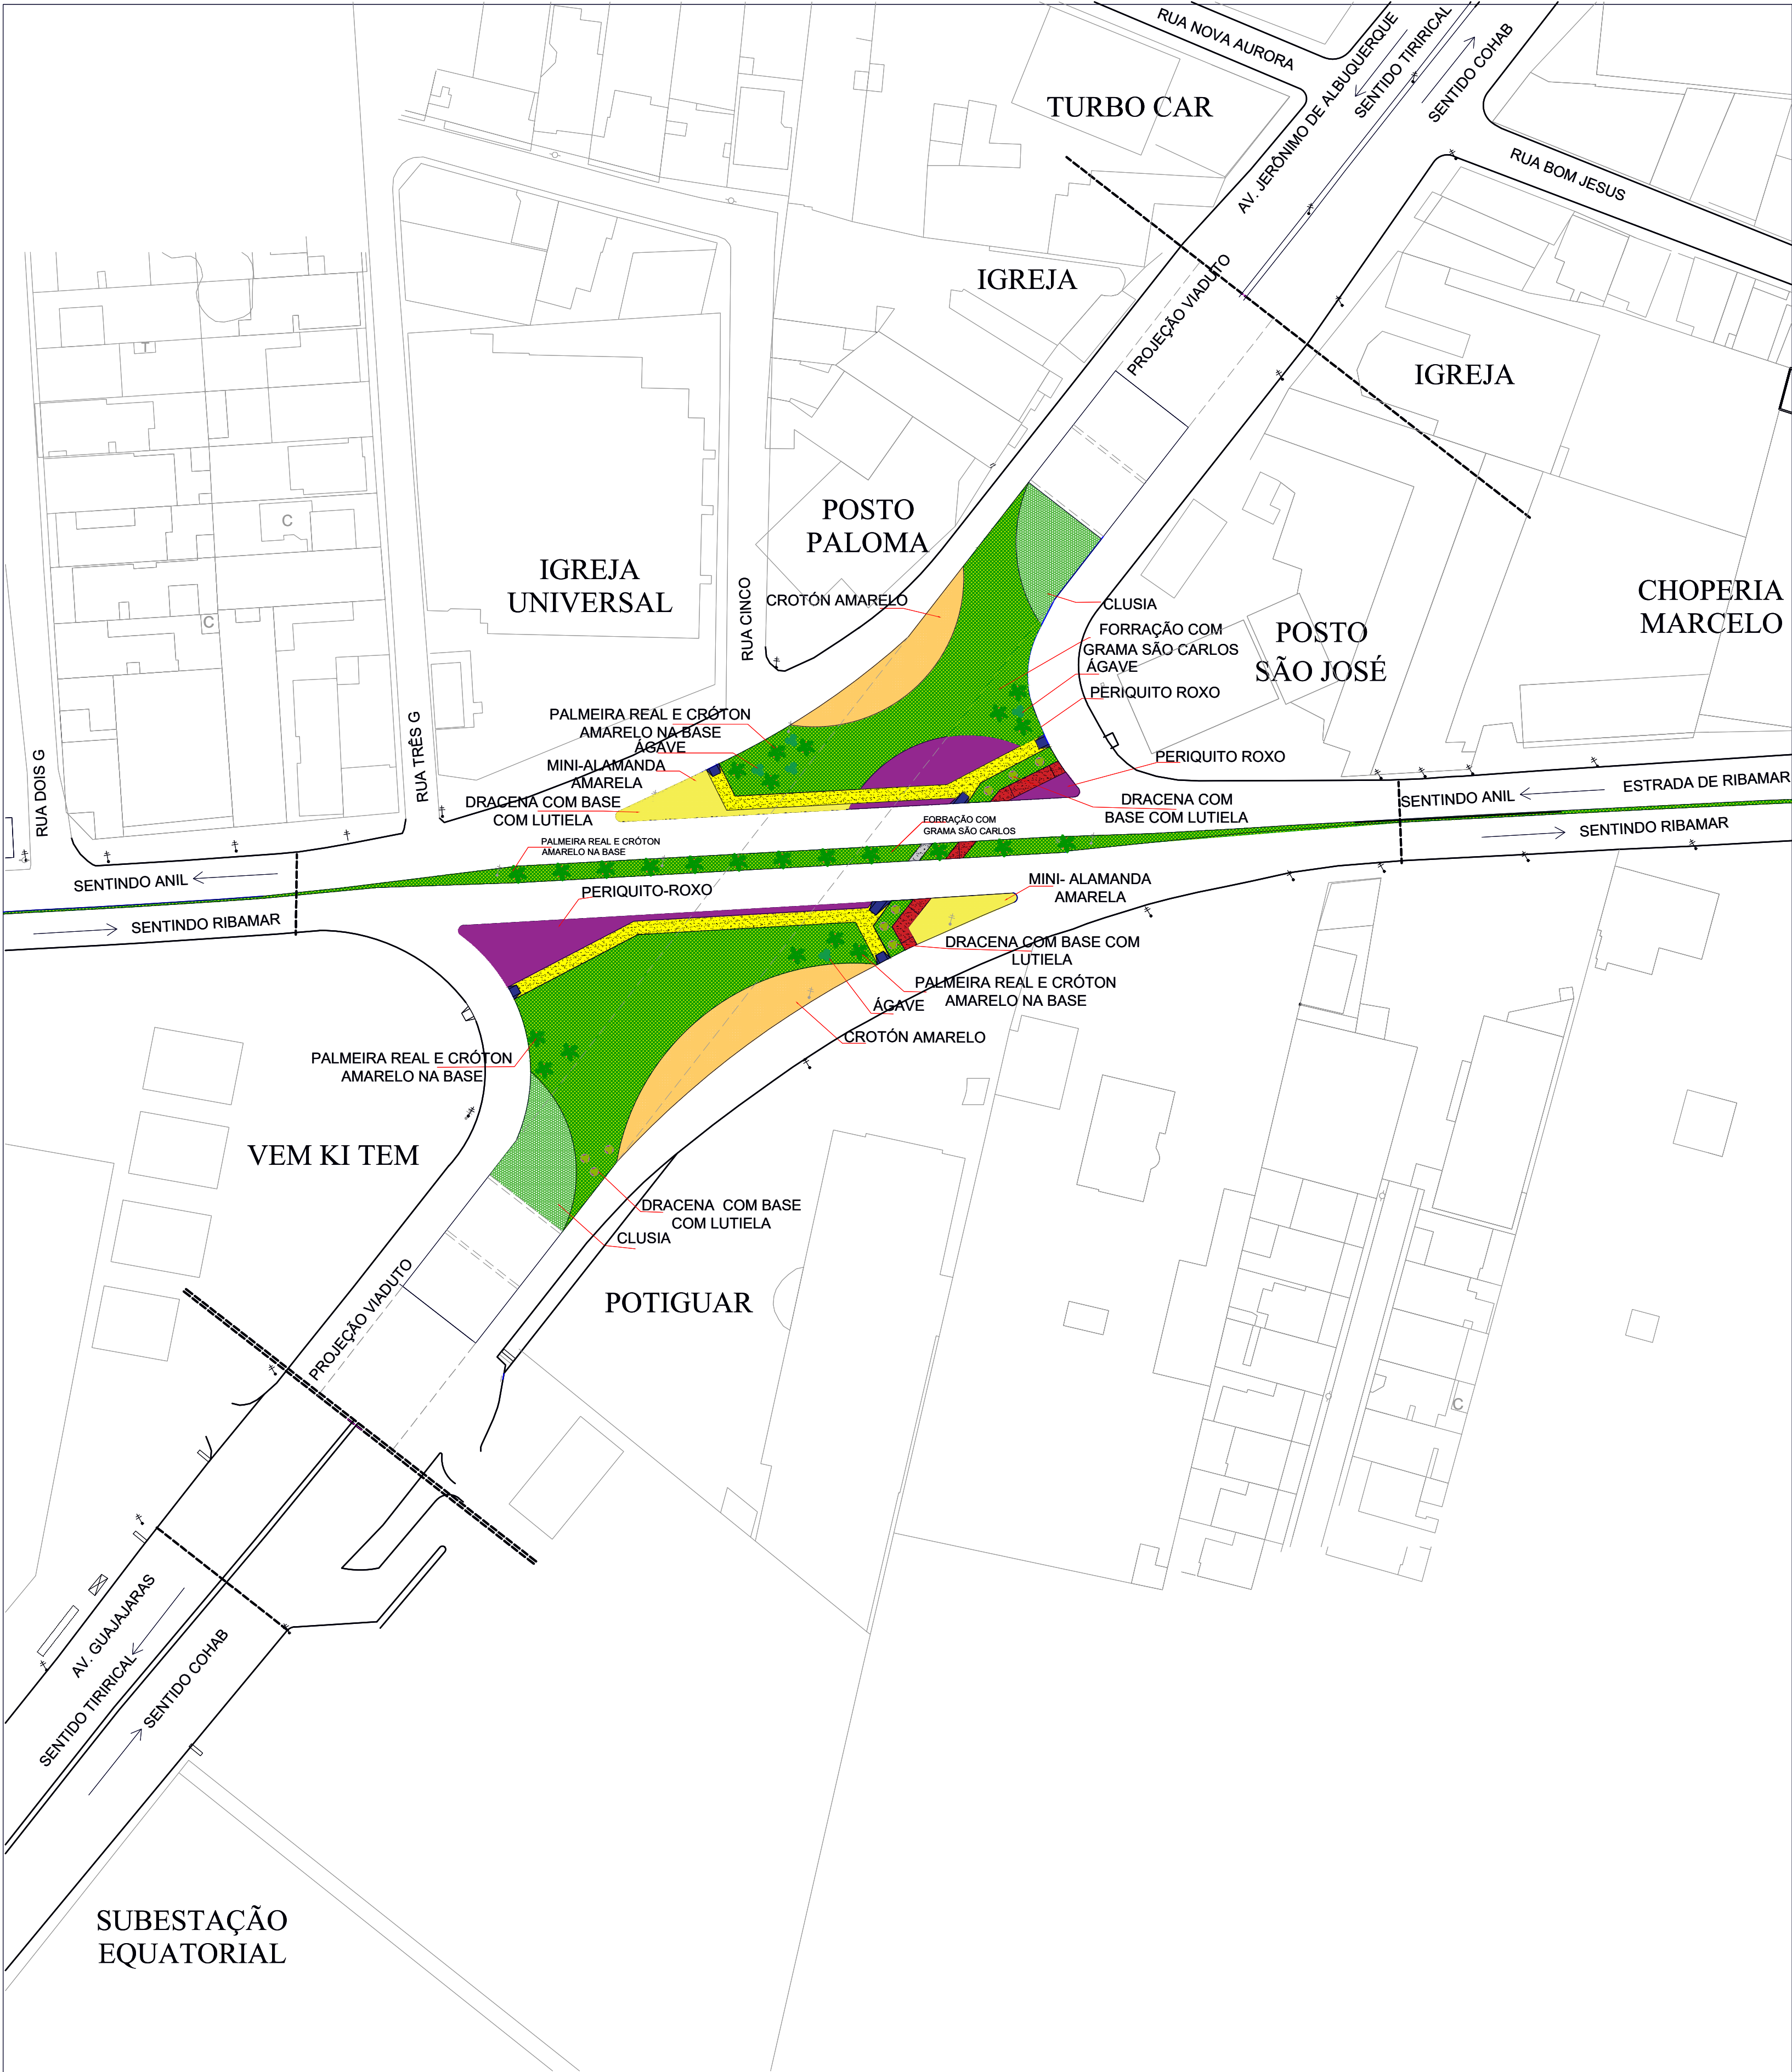 RUA NOVA AURORA
AV. JERÔNIMO DE ALBUQUERQUE
SENTIDO TIRIRICAL
SENTIDO COHAB
TURBO CAR
RUA BOM JESUS
IGREJA
PROJEÇÃO VIADUTO
IGREJA
T
C
C
POSTO
PALOMA
IGREJA
UNIVERSAL
RUA CINCO
CROTÓN AMARELO
CLUSIA
CHOPERIA
MARCELO
FORRAÇÃO COM
GRAMA SÃO CARLOS
ÁGAVE
POSTO
SÃO JOSÉ
PERIQUITO ROXO
PALMEIRA REAL E CRÓTON
AMARELO NA BASE
ÁGAVE
MINI-ALAMANDA
AMARELA
PERIQUITO ROXO
RUA DOIS G
RUA TRÊS G
DRACENA COM BASE
COM LUTIELA
DRACENA COM
BASE COM LUTIELA
SENTINDO ANIL
ESTRADA DE RIBAMAR
FORRAÇÃO COM
GRAMA SÃO CARLOS
SENTINDO RIBAMAR
PALMEIRA REAL E CRÓTON
AMARELO NA BASE
SENTINDO ANIL
PERIQUITO-ROXO
MINI- ALAMANDA
AMARELA
SENTINDO RIBAMAR
DRACENA COM BASE COM
LUTIELA
PALMEIRA REAL E CRÓTON
AMARELO NA BASE
ÁGAVE
CROTÓN AMARELO
PALMEIRA REAL E CRÓTON
AMARELO NA BASE
VEM KI TEM
DRACENA COM BASE
COM LUTIELA
CLUSIA
PROJEÇÃO VIADUTO
POTIGUAR
C
AV. GUAJAJARAS
SENTIDO TIRIRICAL
SENTIDO COHAB
SUBESTAÇÃO
EQUATORIAL